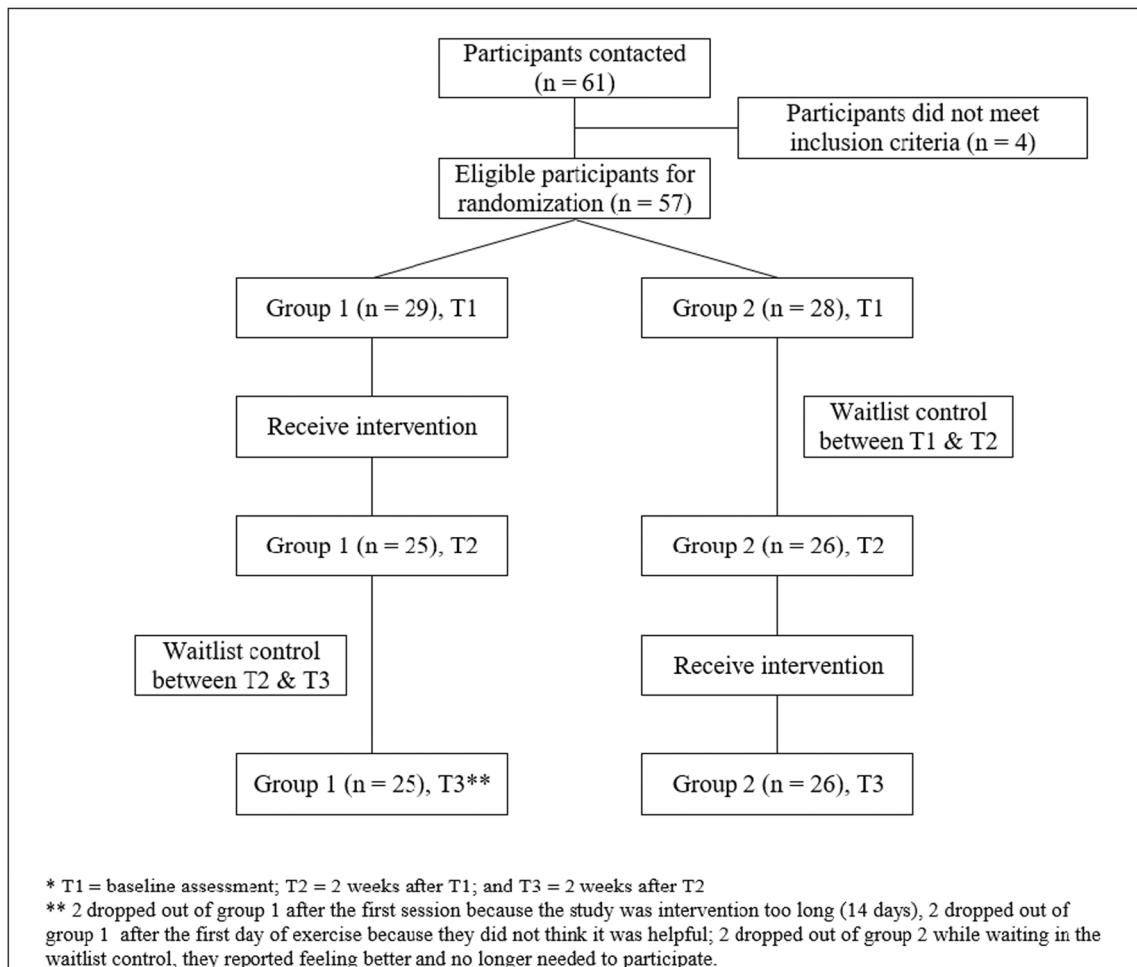 Participants contacted
(n = 61)
Participants did not meet
inclusion criteria (n = 4)
Eligible participants for
randomization (n = 57)
Group 1 (n = 29), T1
Group 2 (n = 28), T1
Receive intervention
Waitlist control
between T1 & T2
Group 1 (n = 25), T2
Group 2 (n = 26), T2
Waitlist control
between T2 & T3
Receive intervention
Group 1 (n = 25), T3**
Group 2 (n = 26), T3
* T1 = baseline assessment; T2 = 2 weeks after T1; and T3 = 2 weeks after T2
** 2 dropped out of group 1 after the first session because the study was intervention too long (14 days), 2 dropped out of
group 1 after the first day of exercise because they did not think it was helpful; 2 dropped out of group 2 while waiting in the
waitlist control, they reported feeling better and no longer needed to participate.